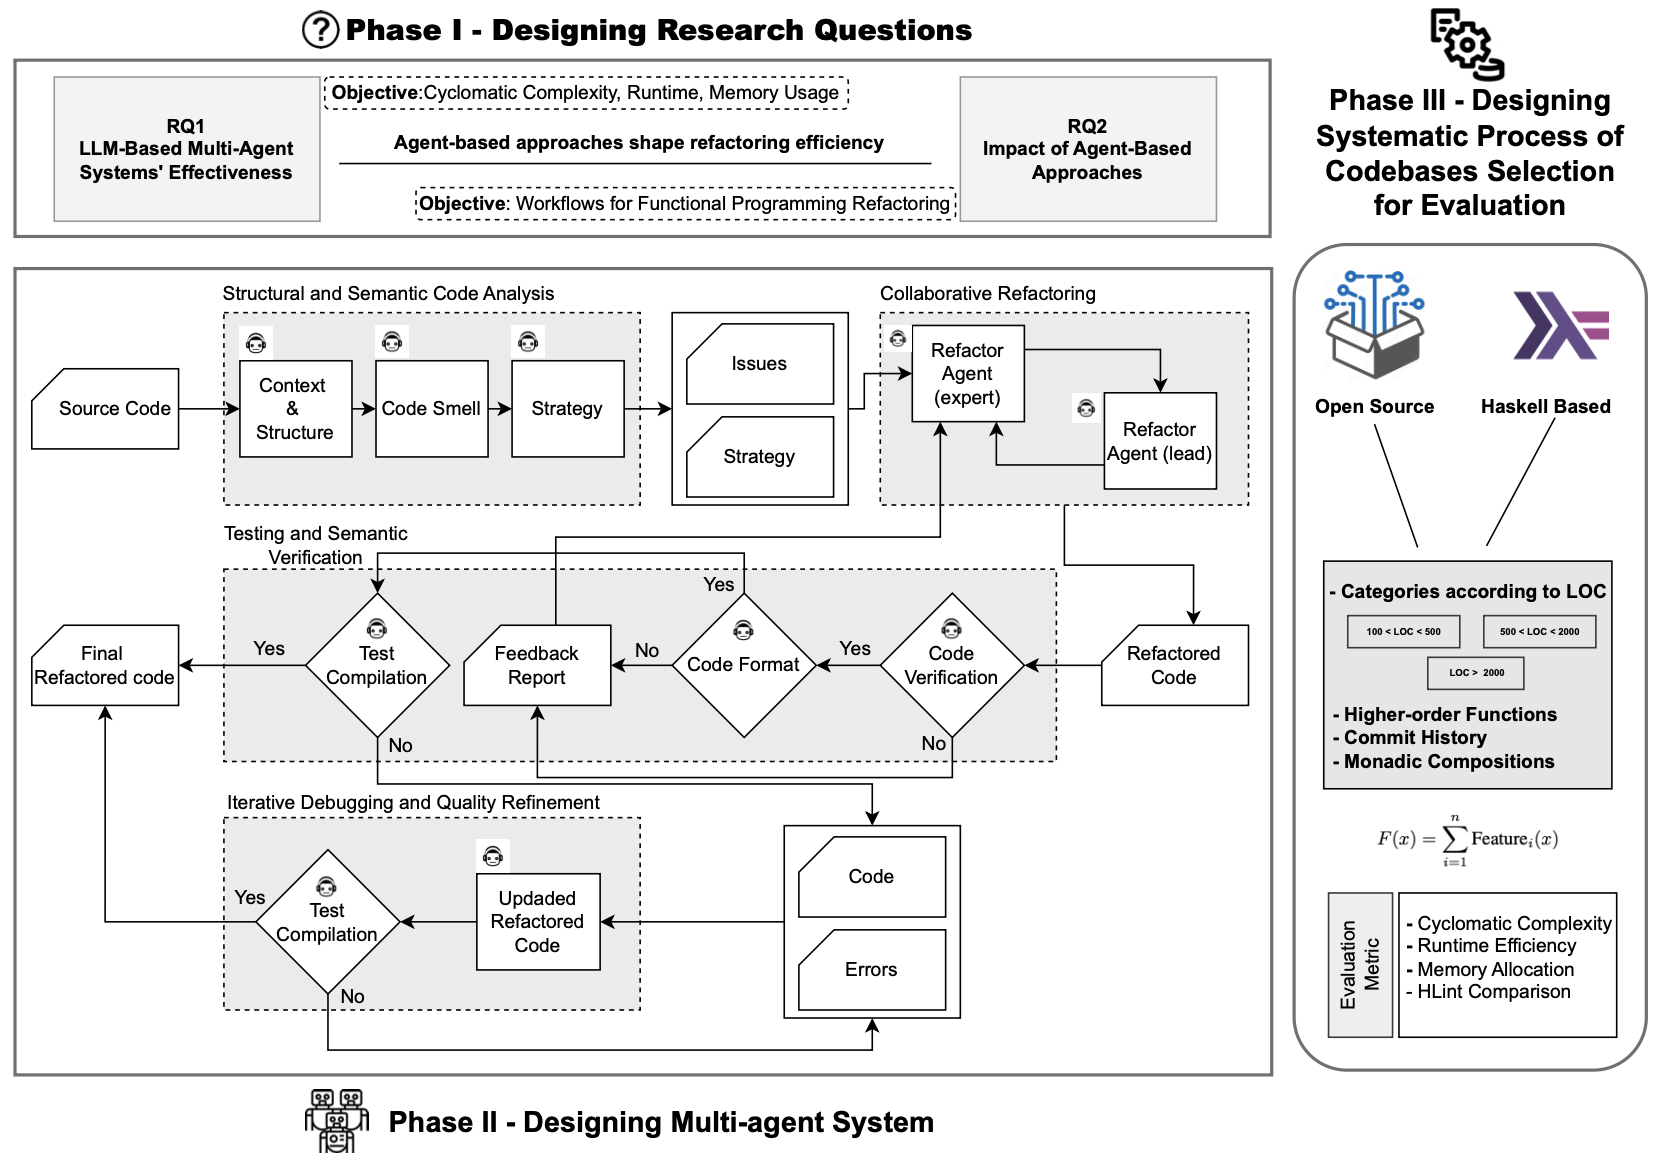 Phase I - Designing Research Questions
RQ1
LLM-Based Multi-Agent
Systems' Effectiveness
Objective:Cyclomatic Complexity, Runtime, Memory Usage
Agent-based approaches shape refactoring efficiency
Objective: Workflows for Functional Programming Refactoring
RQ2
Impact of Agent-Based
Approaches
Structural and Semantic Code Analysis
Source Code
Context
&
Structure
Code Smell
Strategy
Issues
Strategy
Collaborative Refactoring
Refactor
Agent
(expert)
Refactor
Agent (lead)
Testing and Semantic
Verification
Final
Refactored code
Yes
Test
Compilation
No
Feedback
Report
No
Yes
Code Format
Yes
Code
Verification
No
Refactored
Code
Iterative Debugging and Quality Refinement
Yes
Test
Compilation
No
Updaded
Refactored
Code
Code
Errors
Phase II - Designing Multi-agent System
Phase III - Designing
Systematic Process of
Codebases Selection
for Evaluation
Open Source
Haskell Based
- Categories according to LOC
100 < LOC < 500
500 < LOC < 2000
LOC > 2000
- Higher-order Functions
- Commit History
- Monadic Compositions
F(x) = ∑ⁿᵢ₌₁ Featureᵢ(x)
Evaluation
Metric
- Cyclomatic Complexity
- Runtime Efficiency
- Memory Allocation
- HLint Comparison